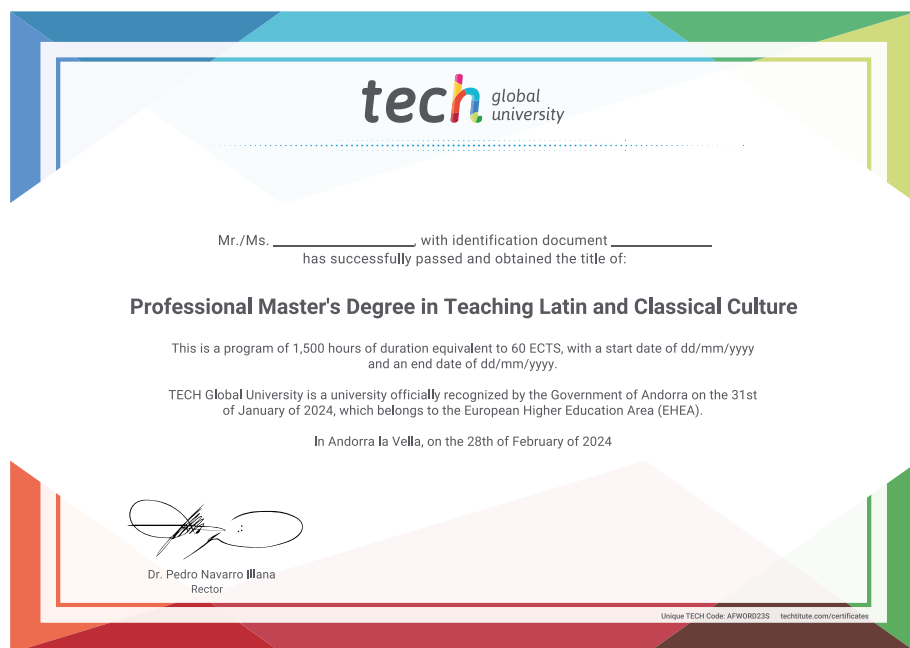 tech global university
Mr./Ms. ____________, with identification document ____________
has successfully passed and obtained the title of:
Professional Master's Degree in Teaching Latin and Classical Culture
This is a program of 1,500 hours of duration equivalent to 60 ECTS, with a start date of dd/mm/yyyy
and an end date of dd/mm/yyyy.
TECH Global University is a university officially recognized by the Government of Andorra on the 31st
of January of 2024, which belongs to the European Higher Education Area (EHEA).
In Andorra la Vella, on the 28th of February of 2024
Dr. Pedro Navarro Illana
Rector
Unique TECH Code: AFWORD23S techtitute.com/certificates